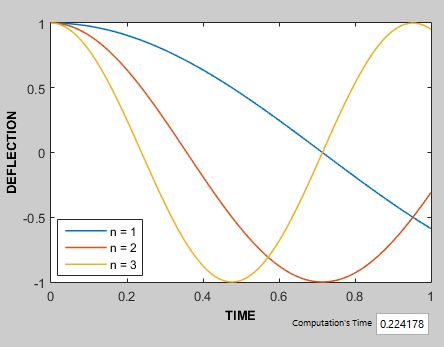 1
0.5
0
-0.5
-1
DEFLECTION
n = 1
n = 2
n = 3
0 0.2 0.4 0.6 0.8 1
TIME
Computation's Time 0.224178